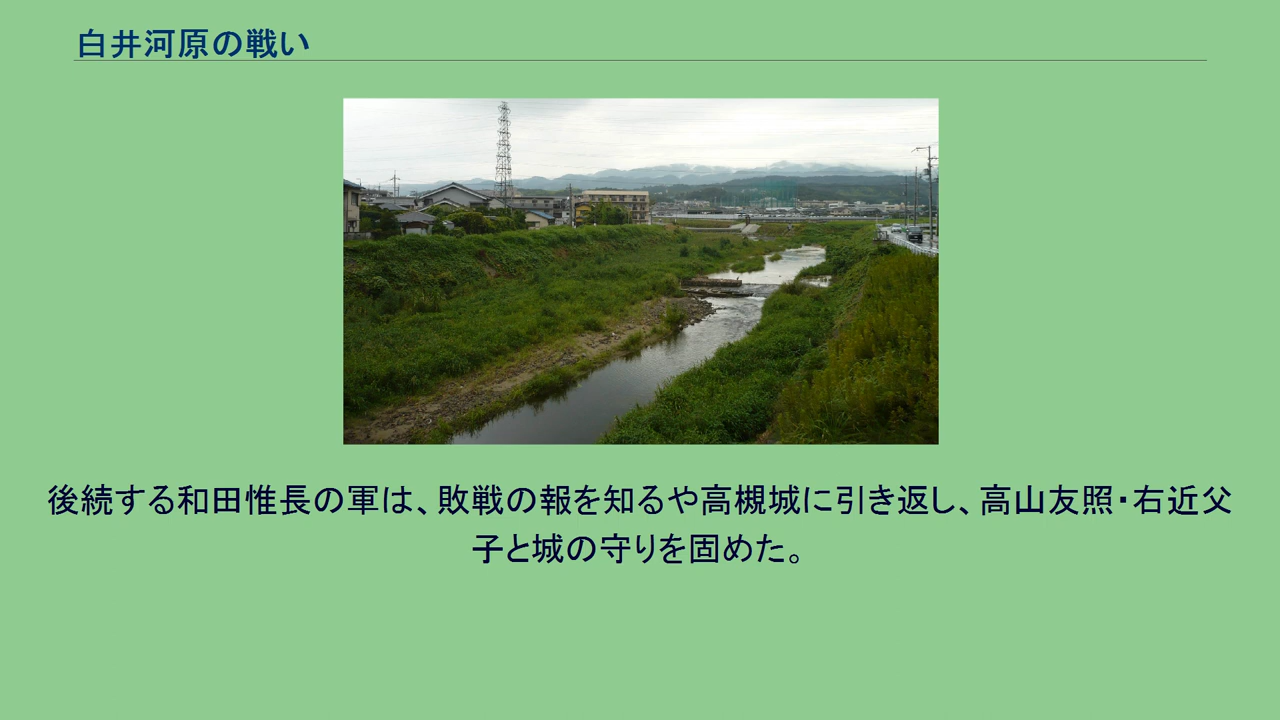 白井河原の戦い
後続する和田惟長の軍は、敗戦の報を知るや高槻城に引き返し、高山友照・右近父
子と城の守りを固めた。